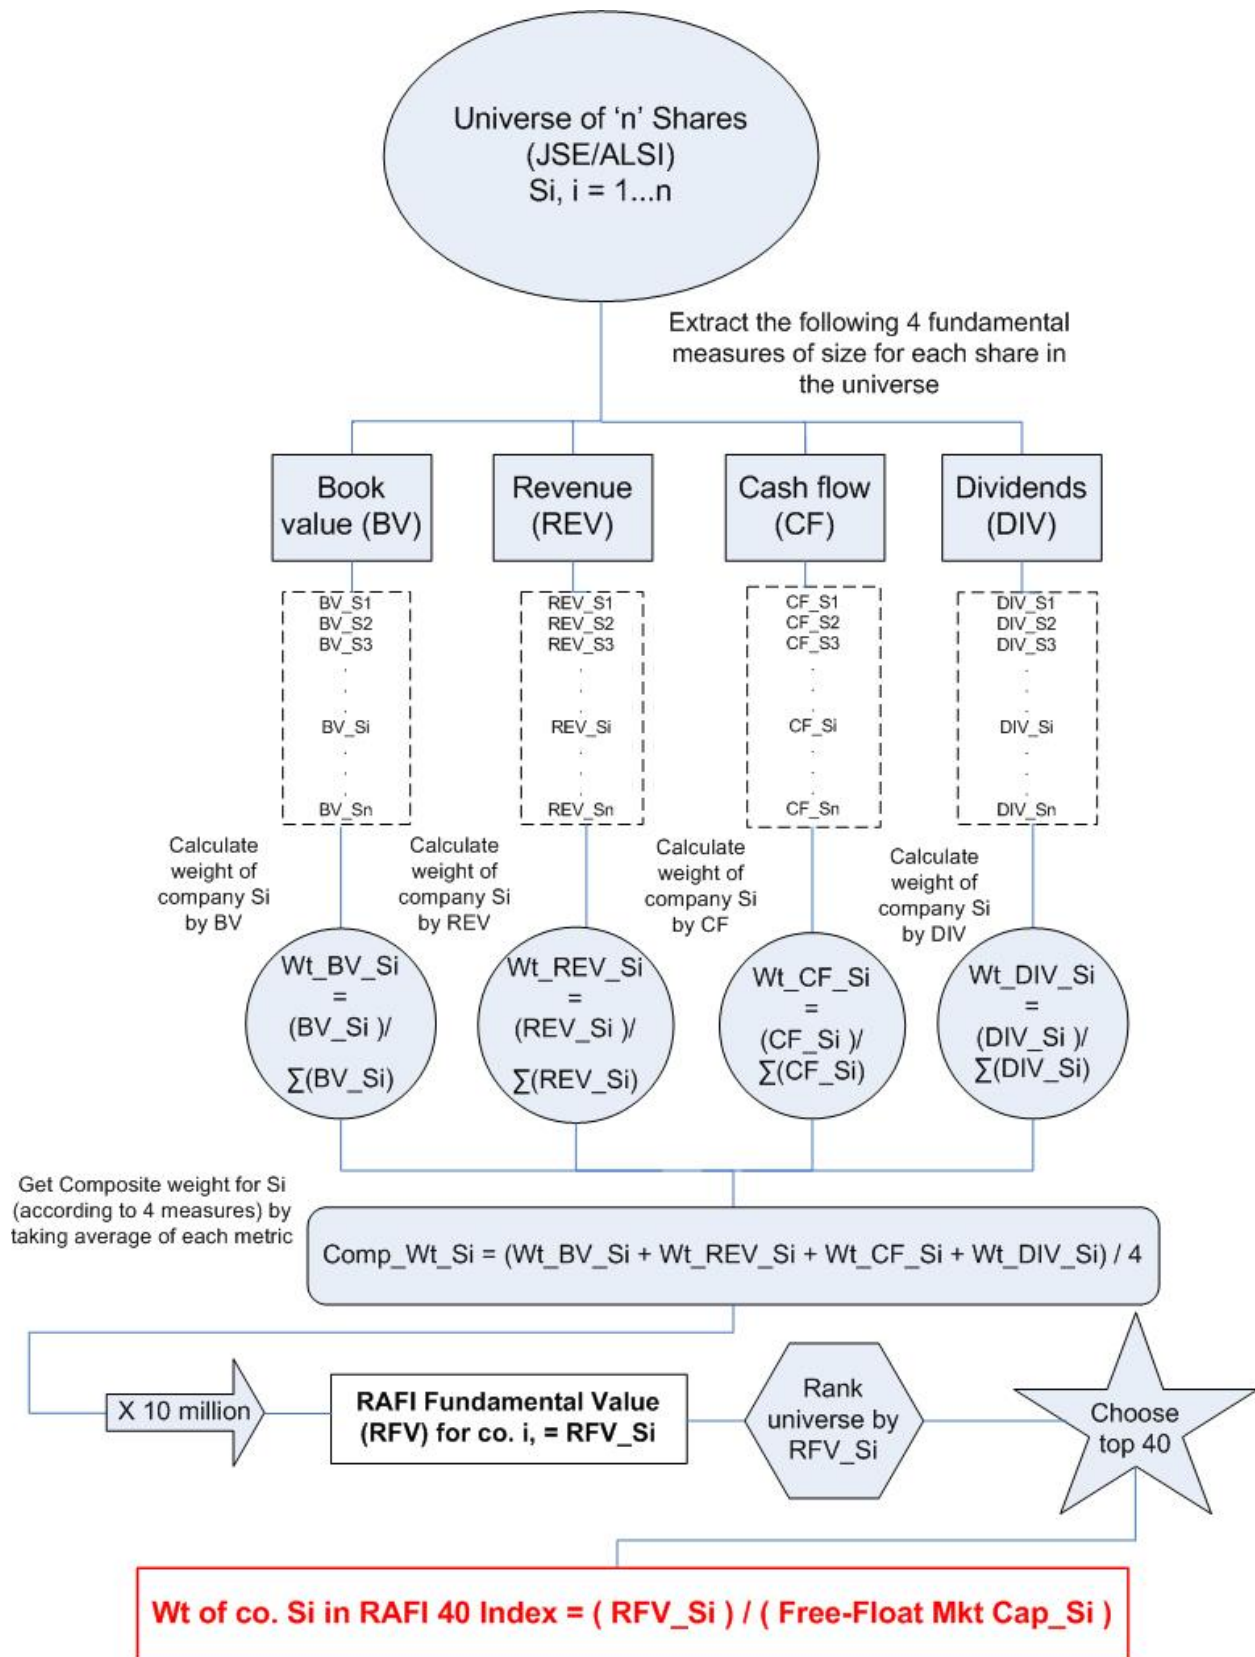 Universe of 'n' Shares
(JSE/ALSI)
Si, i = 1...n
Extract the following 4 fundamental
measures of size for each share in
the universe
Book
value (BV)
Revenue
(REV)
Cash flow
(CF)
Dividends
(DIV)
BV_S1
BV_S2
BV_S3
.
.
.
BV_Si
.
.
.
BV_Sn
REV_S1
REV_S2
REV_S3
.
.
.
REV_Si
.
.
.
REV_Sn
CF_S1
CF_S2
CF_S3
.
.
.
CF_Si
.
.
.
CF_Sn
DIV_S1
DIV_S2
DIV_S3
.
.
.
DIV_Si
.
.
.
DIV_Sn
Calculate
weight of
company Si
by BV
Calculate
weight of
company Si
by REV
Calculate
weight of
company Si
by CF
Calculate
weight of
company Si
by DIV
Wt_BV_Si
=
(BV_Si )/
∑(BV_Si)
Wt_REV_Si
=
(REV_Si )/
∑(REV_Si)
Wt_CF_Si
=
(CF_Si )/
∑(CF_Si)
Wt_DIV_Si
=
(DIV_Si )/
∑(DIV_Si)
Get Composite weight for Si
(according to 4 measures) by
taking average of each metric
Comp_Wt_Si = (Wt_BV_Si + Wt_REV_Si + Wt_CF_Si + Wt_DIV_Si) / 4
X 10 million
RAFI Fundamental Value
(RFV) for co. i, = RFV_Si
Rank
universe by
RFV_Si
Choose
top 40
Wt of co. Si in RAFI 40 Index = ( RFV_Si ) / ( Free-Float Mkt Cap_Si )